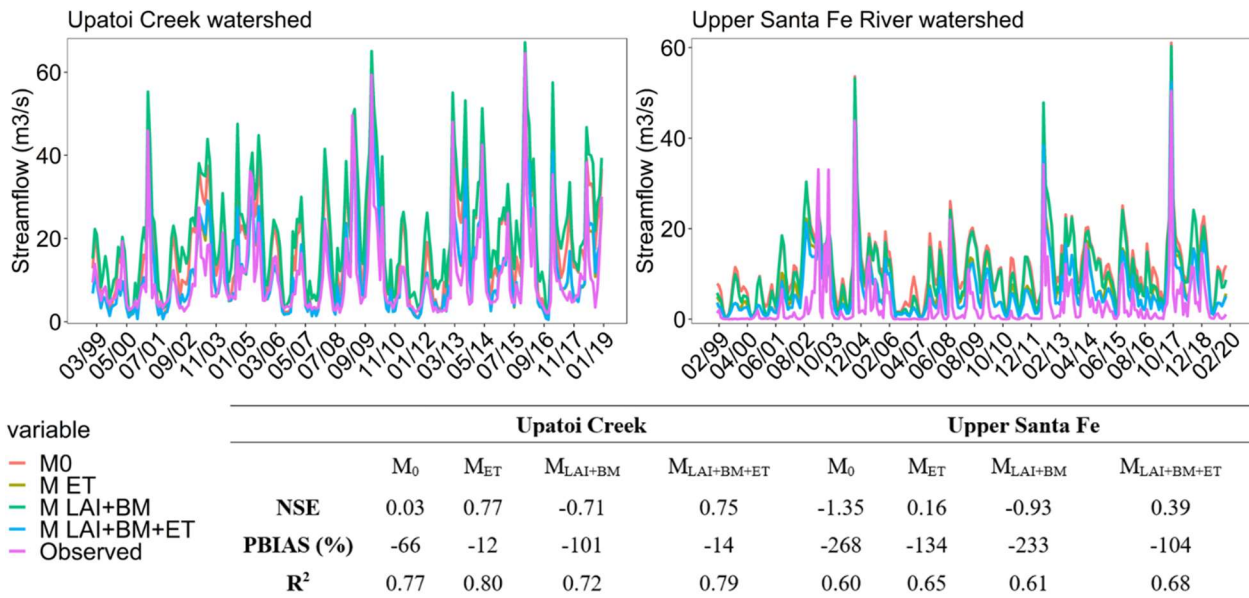 Upatoi Creek watershed
Upper Santa Fe River watershed
Streamflow (m3/s)
60
40
20
0
03/99 05/00 07/01 09/02 11/03 01/05 03/06 05/07 07/08 09/09 11/10 01/12 03/13 05/14 07/15 09/16 11/17 01/19
Streamflow (m3/s)
60
40
20
0
02/99 04/00 06/01 08/02 10/03 12/04 02/06 04/07 06/08 08/09 10/10 12/11 02/13 04/14 06/15 08/16 10/17 12/18 02/20
variable
M0
M ET
M LAI+BM
M LAI+BM+ET
Observed
Upatoi Creek Upper Santa Fe
M0 MET MLAI+BM MLAI+BM+ET M0 MET MLAI+BM MLAI+BM+ET
NSE 0.03 0.77 -0.71 0.75 -1.35 0.16 -0.93 0.39
PBIAS (%) -66 -12 -101 -14 -268 -134 -233 -104
R² 0.77 0.80 0.72 0.79 0.60 0.65 0.61 0.68